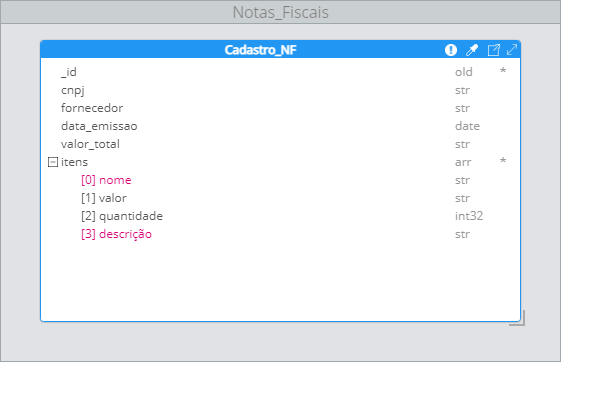 Notas_Fiscais
Cadastro_NF
_id old *
cnpj str
fornecedor str
data_emissao date
valor_total str
itens arr *
[0] nome str
[1] valor str
[2] quantidade int32
[3] descrição str